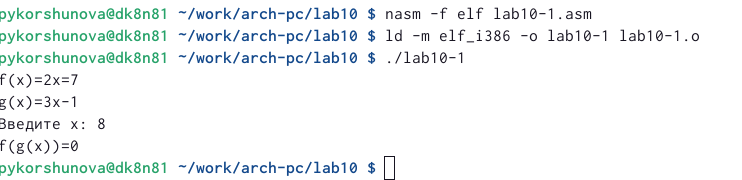 pykorshunova@dk8n81 ~/work/arch-pc/lab10 $ nasm -f elf lab10-1.asm
pykorshunova@dk8n81 ~/work/arch-pc/lab10 $ ld -m elf_i386 -o lab10-1 lab10-1.o
pykorshunova@dk8n81 ~/work/arch-pc/lab10 $ ./lab10-1
f(x)=2x=7
g(x)=3x-1
Введите x: 8
f(g(x))=0
pykorshunova@dk8n81 ~/work/arch-pc/lab10 $